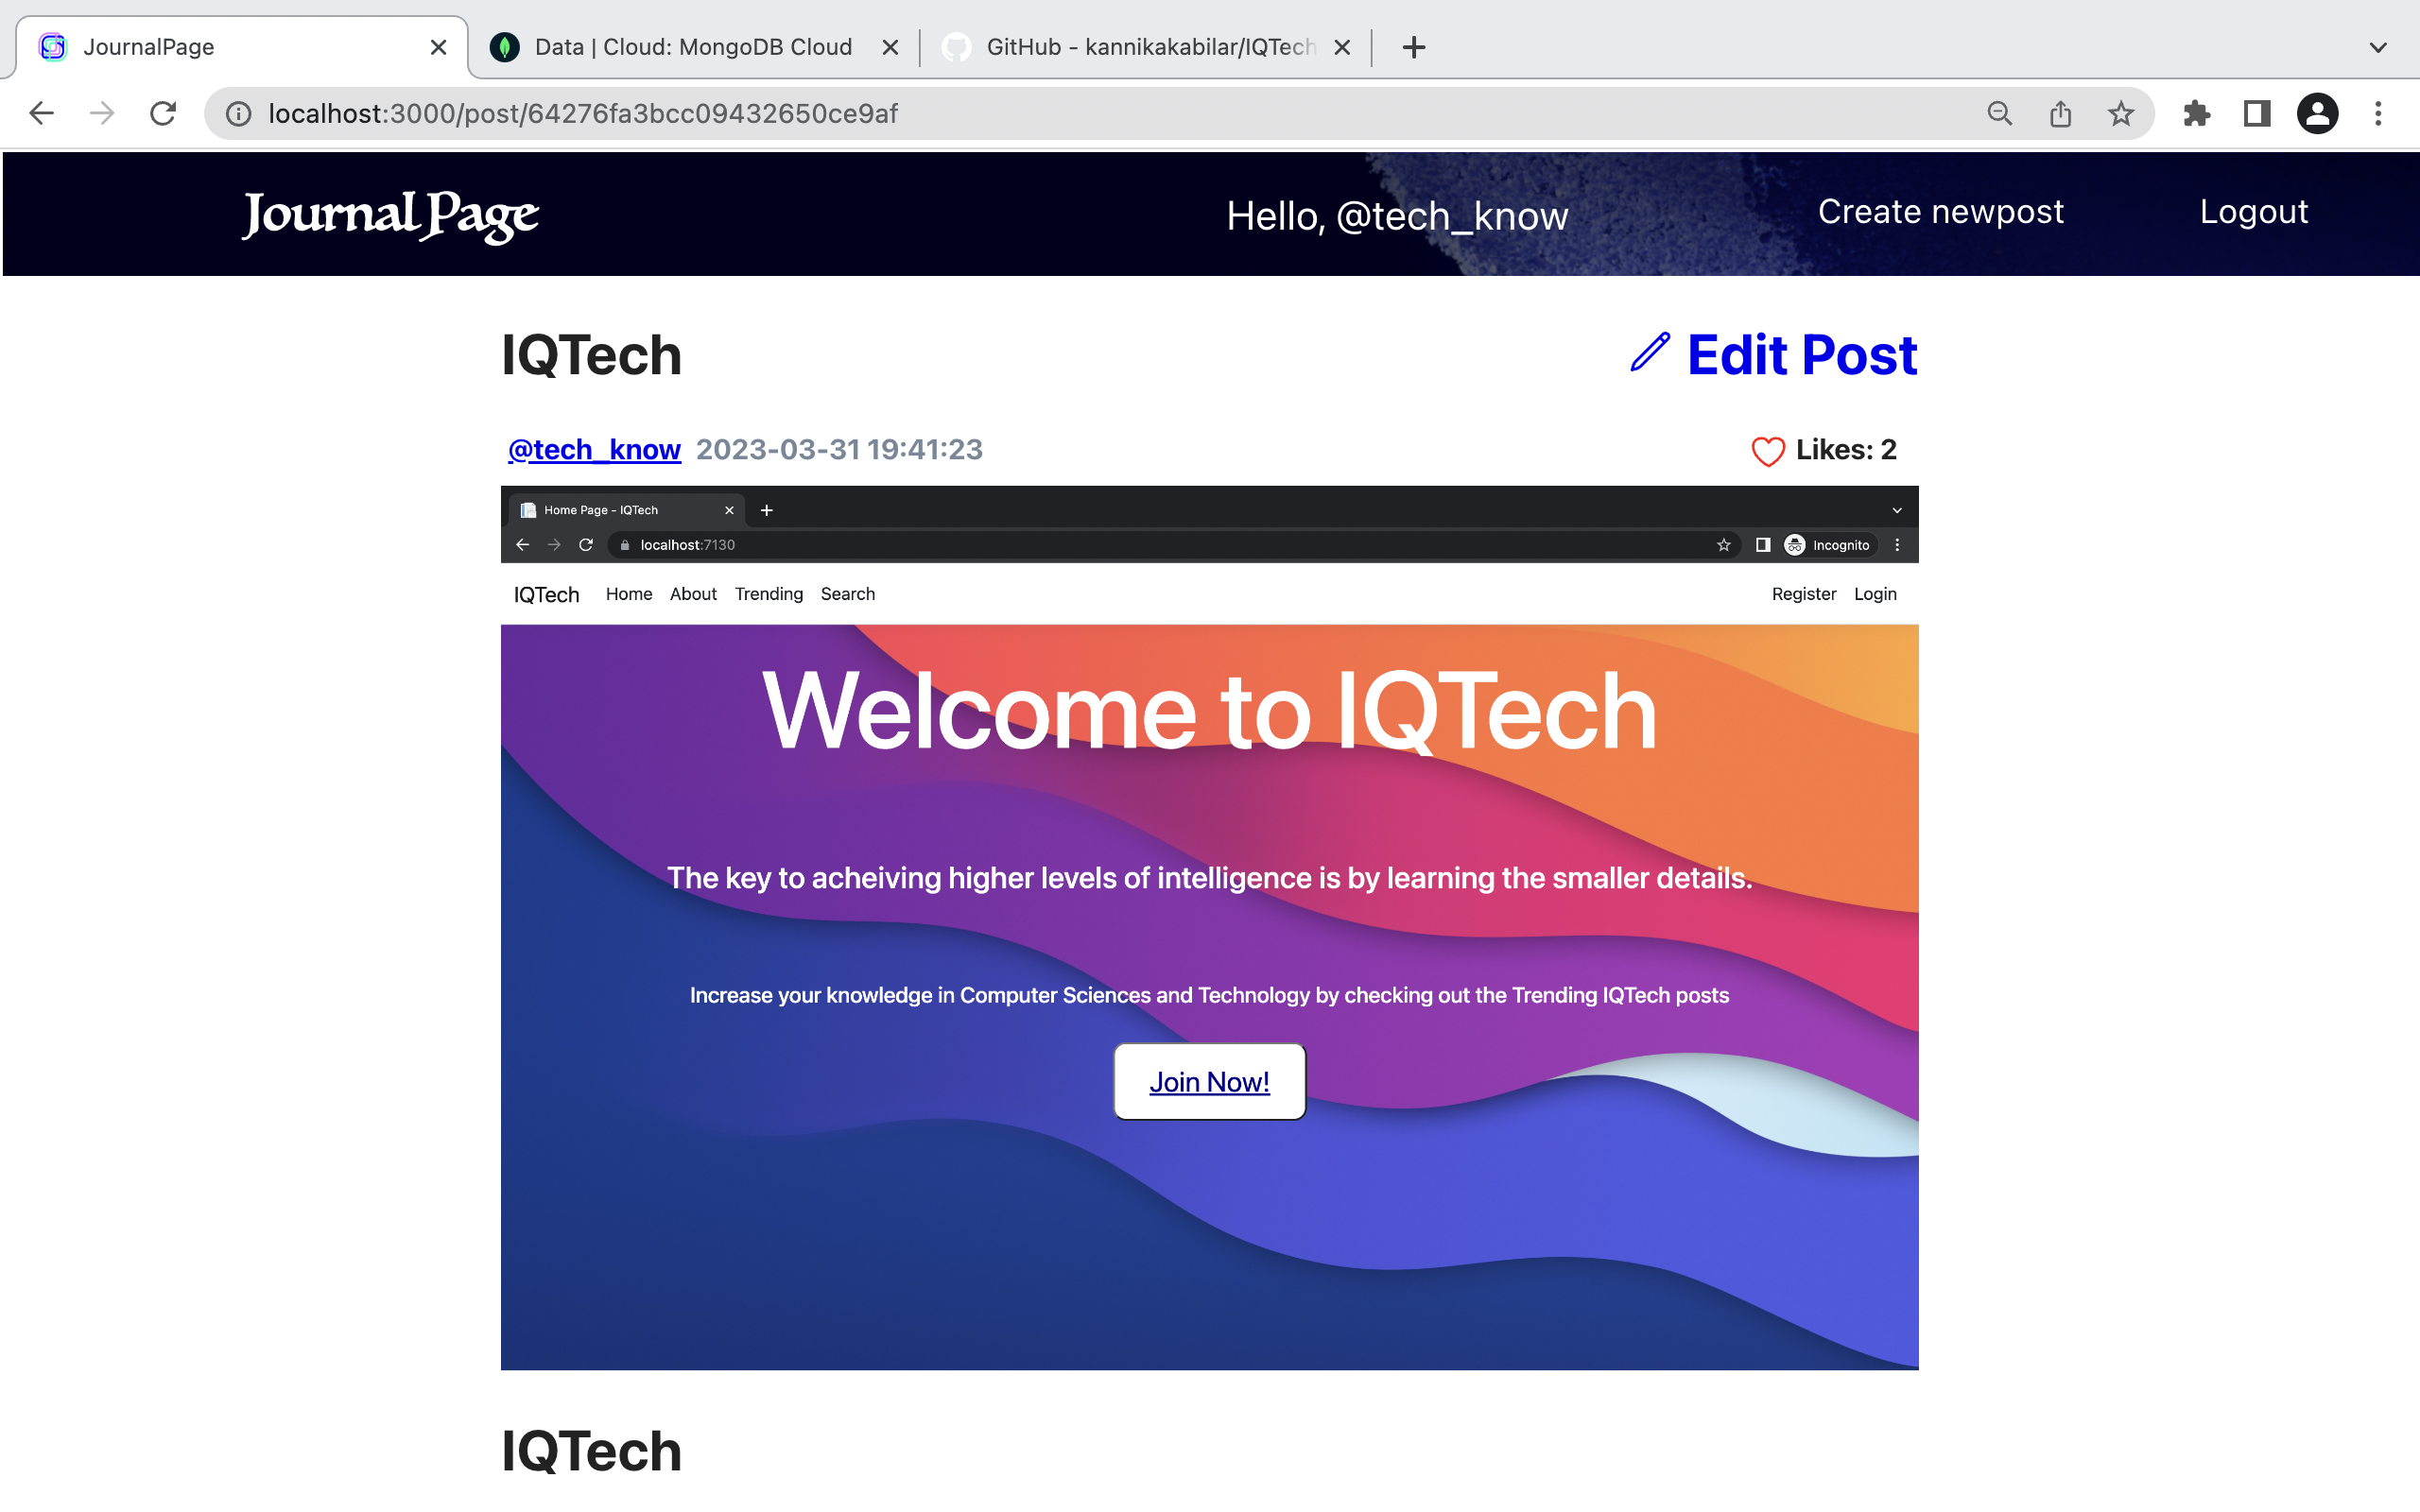 JournalPage
Data | Cloud: MongoDB Cloud
GitHub - kannikakabilar/IQTech
localhost:3000/post/64276fa3bcc09432650ce9af
Journal Page
Hello, @tech_know
Create newpost
Logout
IQTech
Edit Post
@tech_know 2023-03-31 19:41:23
Likes: 2
Home Page - IQTech
localhost:7130
Incognito
IQTech Home About Trending Search
Register Login
Welcome to IQTech
The key to acheiving higher levels of intelligence is by learning the smaller details.
Increase your knowledge in Computer Sciences and Technology by checking out the Trending IQTech posts
Join Now!
IQTech